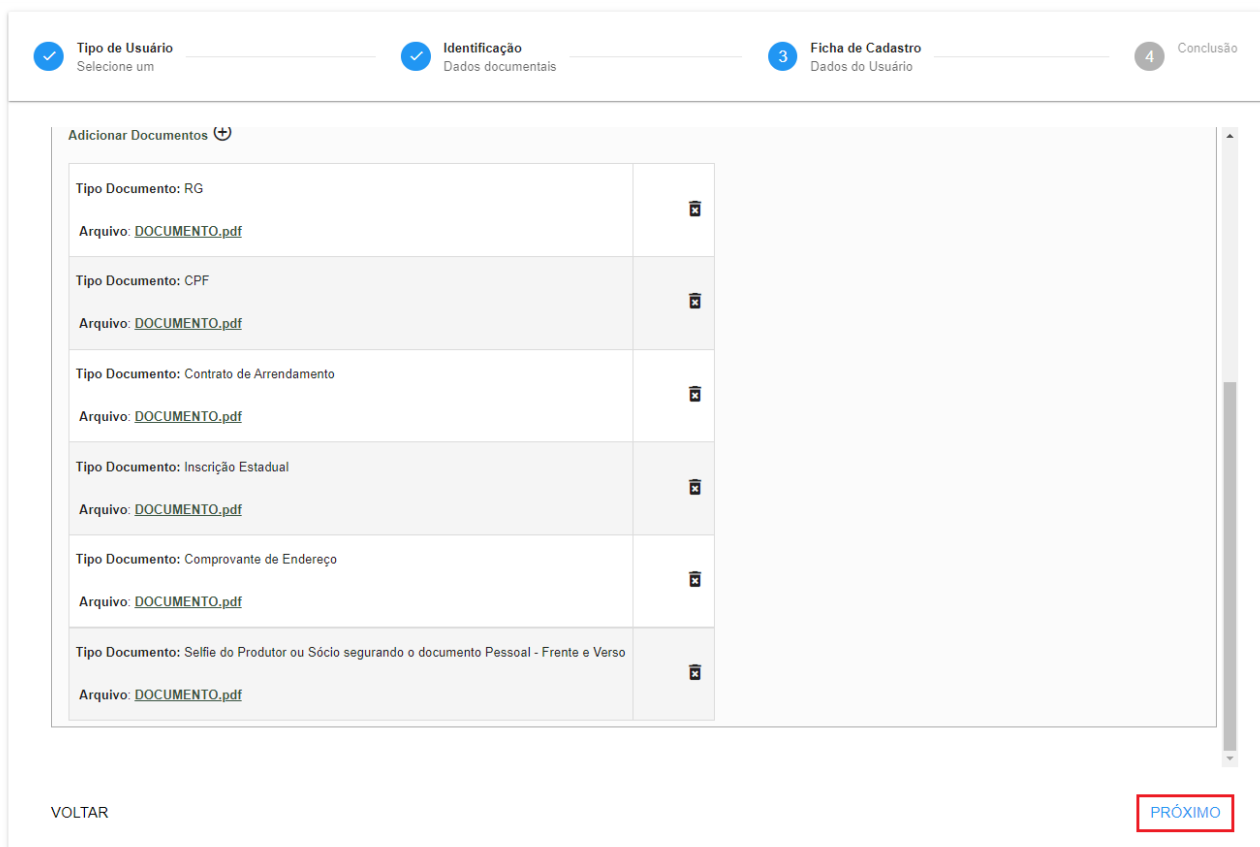 Tipo de Usuário
Selecione um
Identificação
Dados documentais
3
Ficha de Cadastro
Dados do Usuário
4
Conclusão
Adicionar Documentos
Tipo Documento: RG
Arquivo: DOCUMENTO.pdf
Tipo Documento: CPF
Arquivo: DOCUMENTO.pdf
Tipo Documento: Contrato de Arrendamento
Arquivo: DOCUMENTO.pdf
Tipo Documento: Inscrição Estadual
Arquivo: DOCUMENTO.pdf
Tipo Documento: Comprovante de Endereço
Arquivo: DOCUMENTO.pdf
Tipo Documento: Selfie do Produtor ou Sócio segurando o documento Pessoal - Frente e Verso
Arquivo: DOCUMENTO.pdf
VOLTAR
PRÓXIMO